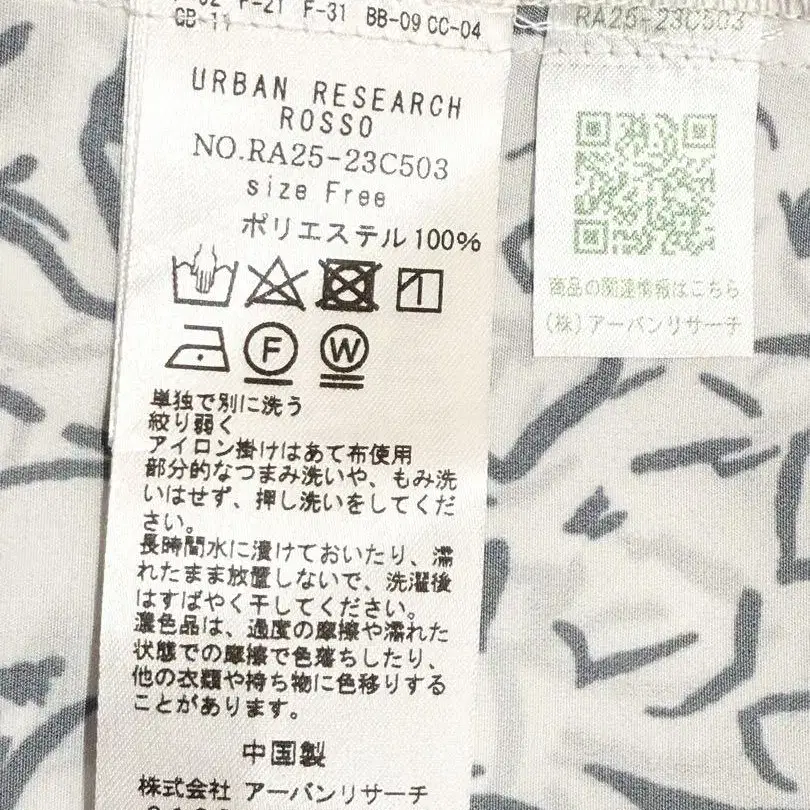 F-21 F-31 BB-09 CC-04
CB-11
URBAN RESEARCH
ROSSO
NO.RA25-23C503
size Free
ポリエステル100%
F
W
単独で別に洗う
絞り弱く
アイロン掛けはあて布使用
部分的なつまみ洗いや、もみ洗
いはせず、押し洗いをしてくだ
さい。
長時間水に漬けておいたり、濡
れたまま放置しないで、洗濯後
はすばやく干してください。
濃色品は、過度の摩擦や濡れた
状態での摩擦で色落ちしたり、
他の衣類や持ち物に色移りする
ことがあります。
中国製
株式会社 アーバンリサーチ
RA25-23C503
商品の関連情報はこちら
(株)アーバンリサーチ